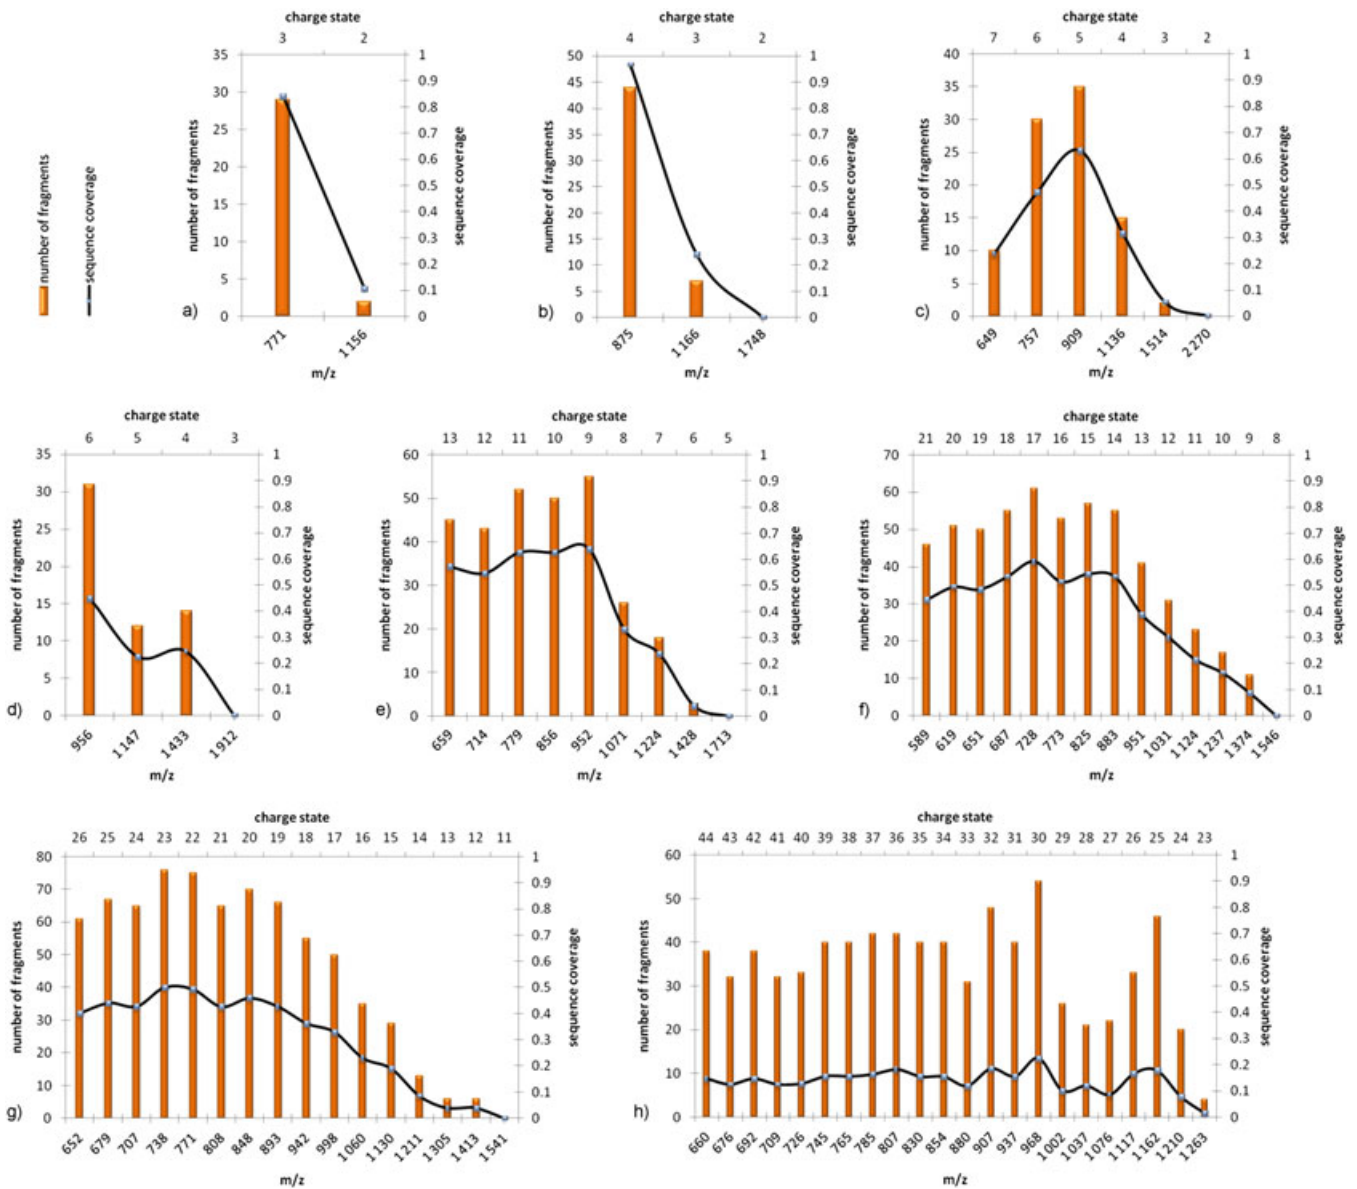 number of fragments
sequence coverage
charge state
3 2
number of fragments
35
30
25
20
15
10
5
0
1
0.9
0.8
0.7
0.6
0.5
0.4
0.3
0.2
0.1
0
sequence coverage
a)
771 1 156
m/z
charge state
4 3 2
number of fragments
50
45
40
35
30
25
20
15
10
5
0
1
0.9
0.8
0.7
0.6
0.5
0.4
0.3
0.2
0.1
0
sequence coverage
b)
875 1 166 1 748
m/z
charge state
7 6 5 4 3 2
number of fragments
40
35
30
25
20
15
10
5
0
1
0.9
0.8
0.7
0.6
0.5
0.4
0.3
0.2
0.1
0
sequence coverage
c)
649 757 909 1 136 1 514 2 270
m/z
charge state
6 5 4 3
number of fragments
35
30
25
20
15
10
5
0
1
0.9
0.8
0.7
0.6
0.5
0.4
0.3
0.2
0.1
0
sequence coverage
d)
956 1 147 1 433 1 912
m/z
charge state
13 12 11 10 9 8 7 6 5
number of fragments
60
50
40
30
20
10
0
1
0.9
0.8
0.7
0.6
0.5
0.4
0.3
0.2
0.1
0
sequence coverage
e)
659 714 779 856 952 1 071 1 224 1 428 1 713
m/z
charge state
21 20 19 18 17 16 15 14 13 12 11 10 9 8
number of fragments
70
60
50
40
30
20
10
0
1
0.9
0.8
0.7
0.6
0.5
0.4
0.3
0.2
0.1
0
sequence coverage
f)
589 619 651 687 728 773 825 883 951 1 031 1 124 1 237 1 374 1 546
m/z
charge state
26 25 24 23 22 21 20 19 18 17 16 15 14 13 12 11
number of fragments
80
70
60
50
40
30
20
10
0
1
0.9
0.8
0.7
0.6
0.5
0.4
0.3
0.2
0.1
0
sequence coverage
g)
652 679 707 738 771 808 848 893 942 998 1 060 1 130 1 211 1 305 1 413 1 541
m/z
charge state
44 43 42 41 40 39 38 37 36 35 34 33 32 31 30 29 28 27 26 25 24 23
number of fragments
60
50
40
30
20
10
0
1
0.9
0.8
0.7
0.6
0.5
0.4
0.3
0.2
0.1
0
sequence coverage
h)
660 676 692 709 726 745 765 785 807 830 854 880 907 937 968 1 002 1 037 1 076 1 117 1 162 1 210 1 263
m/z